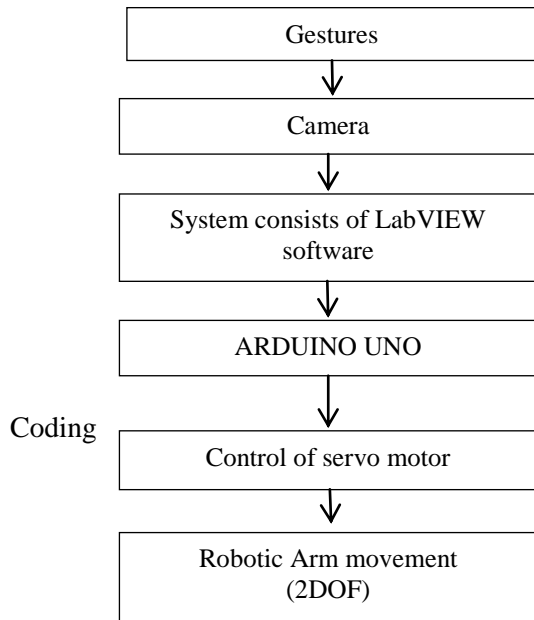 Gestures
Camera
System consists of LabVIEW
software
ARDUINO UNO
Coding
Control of servo motor
Robotic Arm movement
(2DOF)